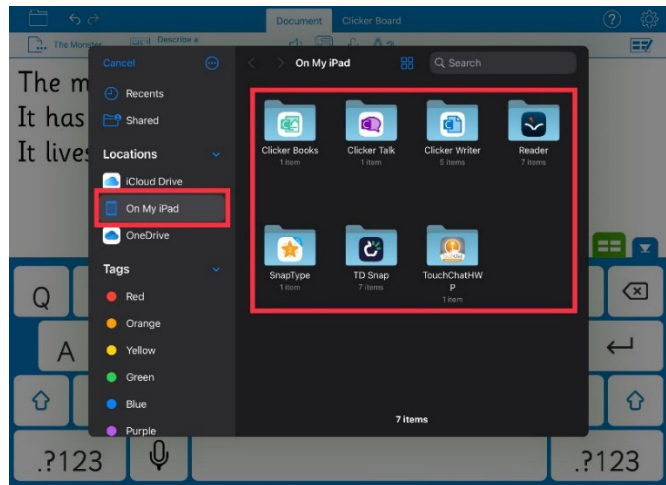 Document Clicker Board ?
The Monster Describe a
Cancel
On My iPad
Search
The m
It has
It lives
Recents
Shared
Locations
iCloud Drive
On My iPad
OneDrive
Tags
Red
Orange
Yellow
Green
Blue
Purple
Clicker Books
1 item
Clicker Talk
1 item
Clicker Writer
5 items
Reader
7 items
SnapType
1 item
TD Snap
7 items
TouchChatHW
P
1 item
7 items
Q
A
.?123
.?123